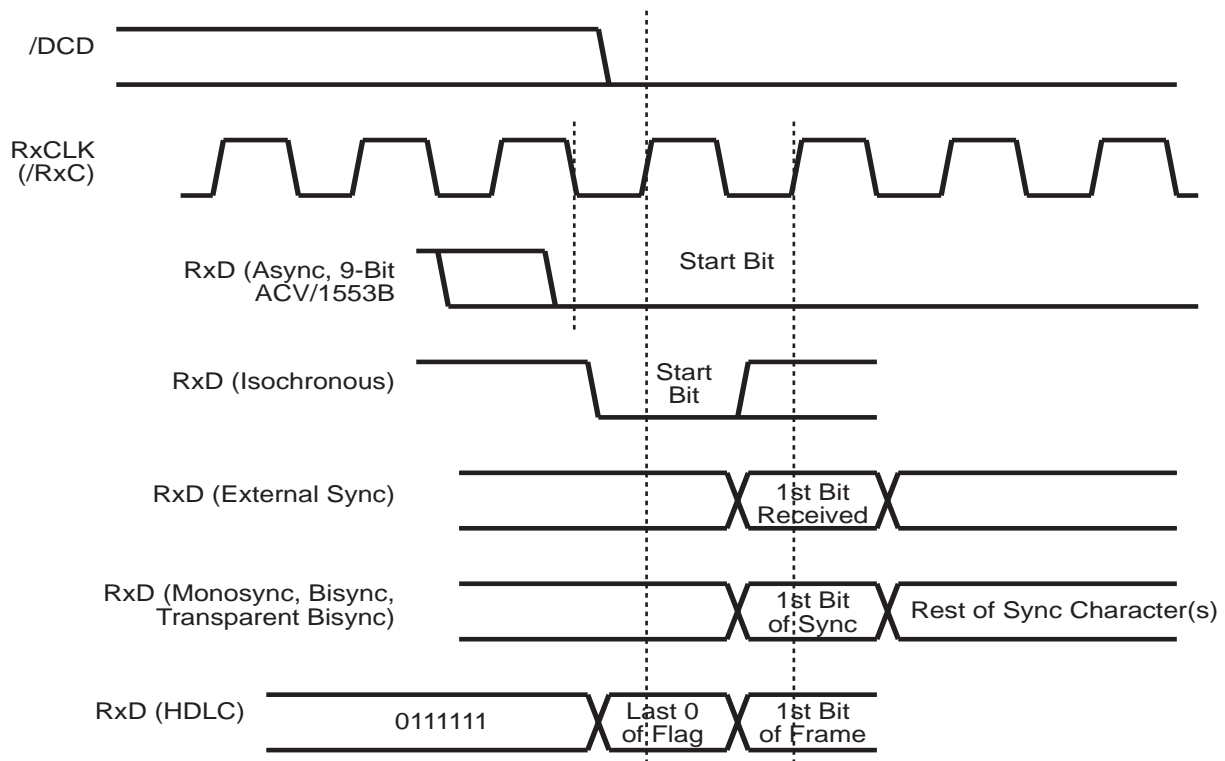 /DCD
RxCLK
(/RxC)
RxD (Async, 9-Bit
ACV/1553B
Start Bit
RxD (Isochronous)
Start
Bit
RxD (External Sync)
1st Bit
Received
RxD (Monosync, Bisync,
Transparent Bisync)
1st Bit
of Sync
Rest of Sync Character(s)
RxD (HDLC)
0111111
Last 0
of Flag
1st Bit
of Frame